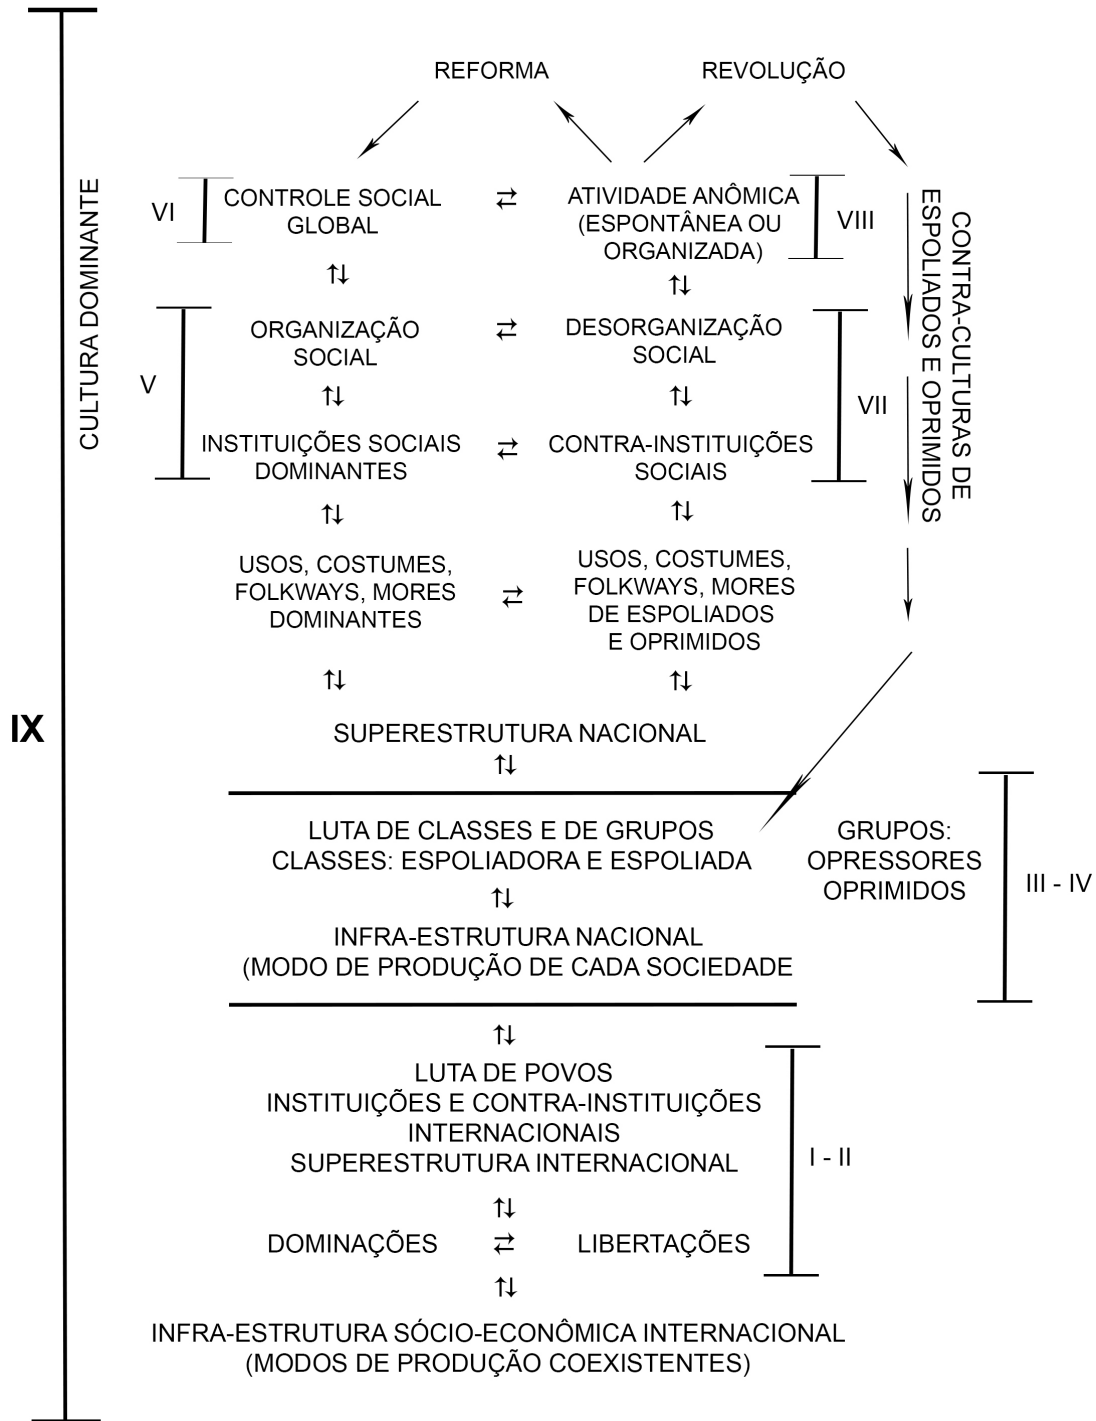 REFORMA
REVOLUÇÃO
CULTURA DOMINANTE
VI
CONTROLE SOCIAL
GLOBAL
ATIVIDADE ANÔMICA
(ESPONTÂNEA OU
ORGANIZADA)
VIII
CONTRA-CULTURAS DE
ESPOLIADOS E OPRIMIDOS
V
ORGANIZAÇÃO
SOCIAL
DESORGANIZAÇÃO
SOCIAL
VII
INSTITUIÇÕES SOCIAIS
DOMINANTES
CONTRA-INSTITUIÇÕES
SOCIAIS
USOS, COSTUMES,
FOLKWAYS, MORES
DOMINANTES
USOS, COSTUMES,
FOLKWAYS, MORES
DE ESPOLIADOS
E OPRIMIDOS
IX
SUPERESTRUTURA NACIONAL
LUTA DE CLASSES E DE GRUPOS
CLASSES: ESPOLIADORA E ESPOLIADA
GRUPOS:
OPRESSORES
OPRIMIDOS
III - IV
INFRA-ESTRUTURA NACIONAL
(MODO DE PRODUÇÃO DE CADA SOCIEDADE
LUTA DE POVOS
INSTITUIÇÕES E CONTRA-INSTITUIÇÕES
INTERNACIONAIS
SUPERESTRUTURA INTERNACIONAL
I - II
DOMINAÇÕES
LIBERTAÇÕES
INFRA-ESTRUTURA SÓCIO-ECONÔMICA INTERNACIONAL
(MODOS DE PRODUÇÃO COEXISTENTES)